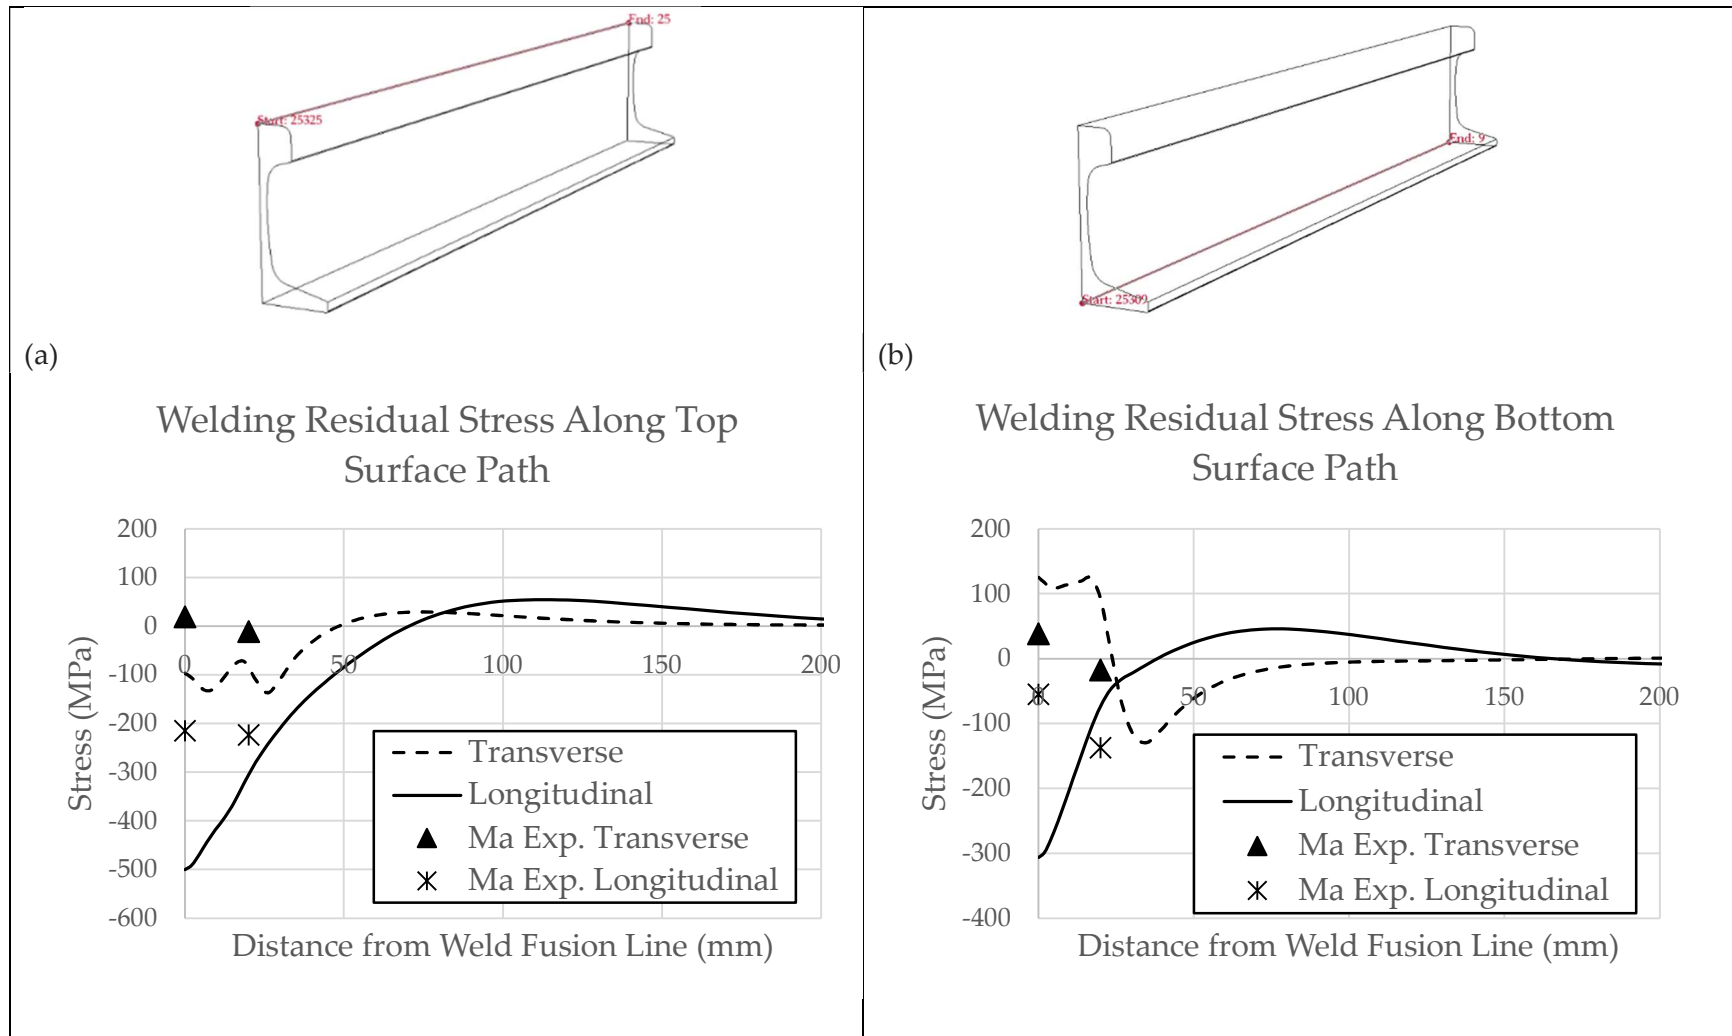 End: 25
Start: 25325
(a)
End: 9
Start: 25309
(b)
Welding Residual Stress Along Top
Surface Path
200
100
0
-100
-200
-300
-400
-500
-600
0 50 100 150 200
Stress (MPa)
Distance from Weld Fusion Line (mm)
Transverse
Longitudinal
Ma Exp. Transverse
Ma Exp. Longitudinal
Welding Residual Stress Along Bottom
Surface Path
200
100
0
-100
-200
-300
-400
0 50 100 150 200
Stress (MPa)
Distance from Weld Fusion Line (mm)
Transverse
Longitudinal
Ma Exp. Transverse
Ma Exp. Longitudinal